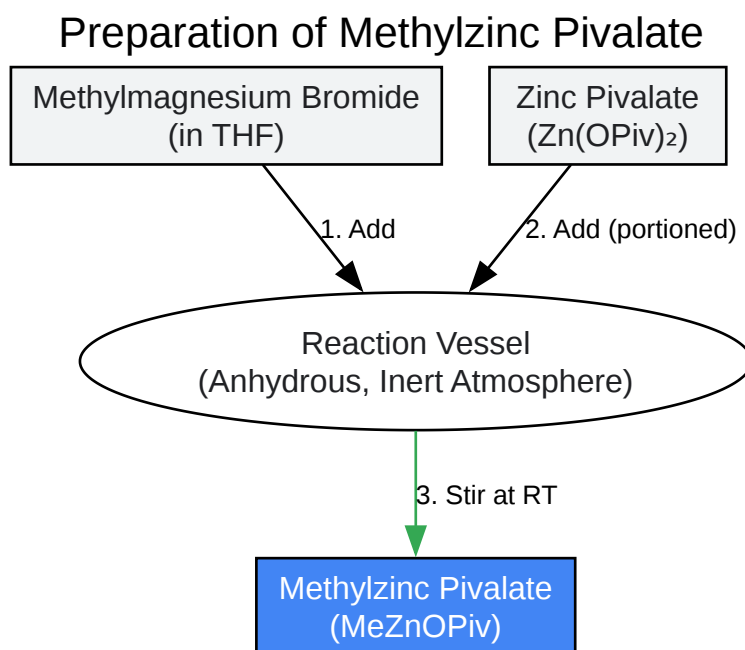 Preparation of Methylzinc Pivalate
Methylmagnesium Bromide
(in THF)
Zinc Pivalate
(Zn(OPiv)₂)
1. Add
2. Add (portioned)
Reaction Vessel
(Anhydrous, Inert Atmosphere)
3. Stir at RT
Methylzinc Pivalate
(MeZnOPiv)